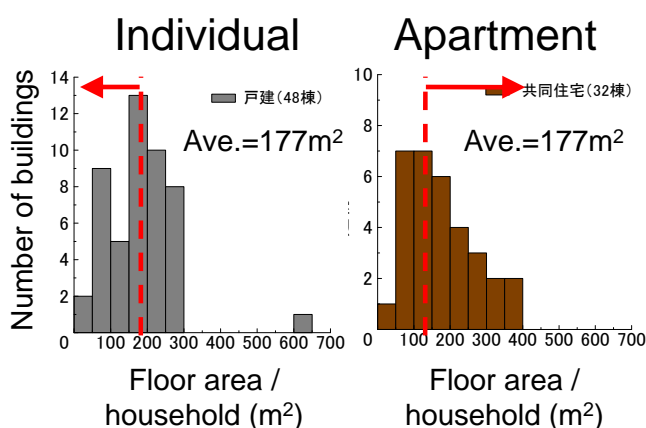 Individual
Apartment
Number of buildings
14
12
10
8
6
4
2
0
100
200
300
400
500
600
700
戸建(48棟)
Ave.=177m²
Floor area /
household (m²)
10
8
6
4
2
0
100
200
300
400
500
600
700
共同住宅(32棟)
Ave.=177m²
Floor area /
household (m²)